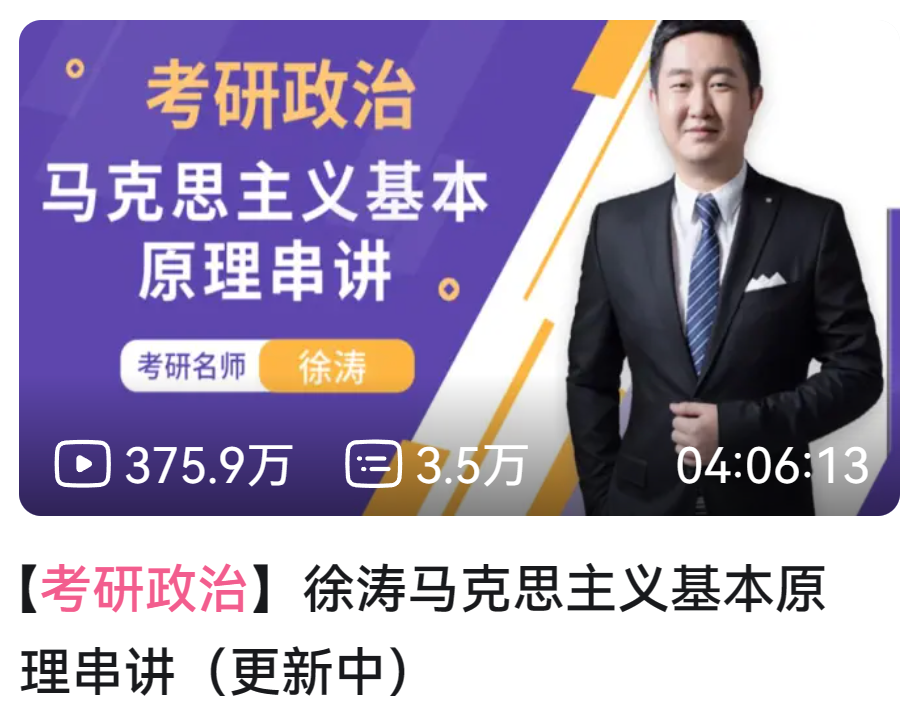 考研政治
马克思主义基本
原理串讲
考研名师 徐涛
375.9万 3.5万 04:06:13
【考研政治】徐涛马克思主义基本原
理串讲（更新中）